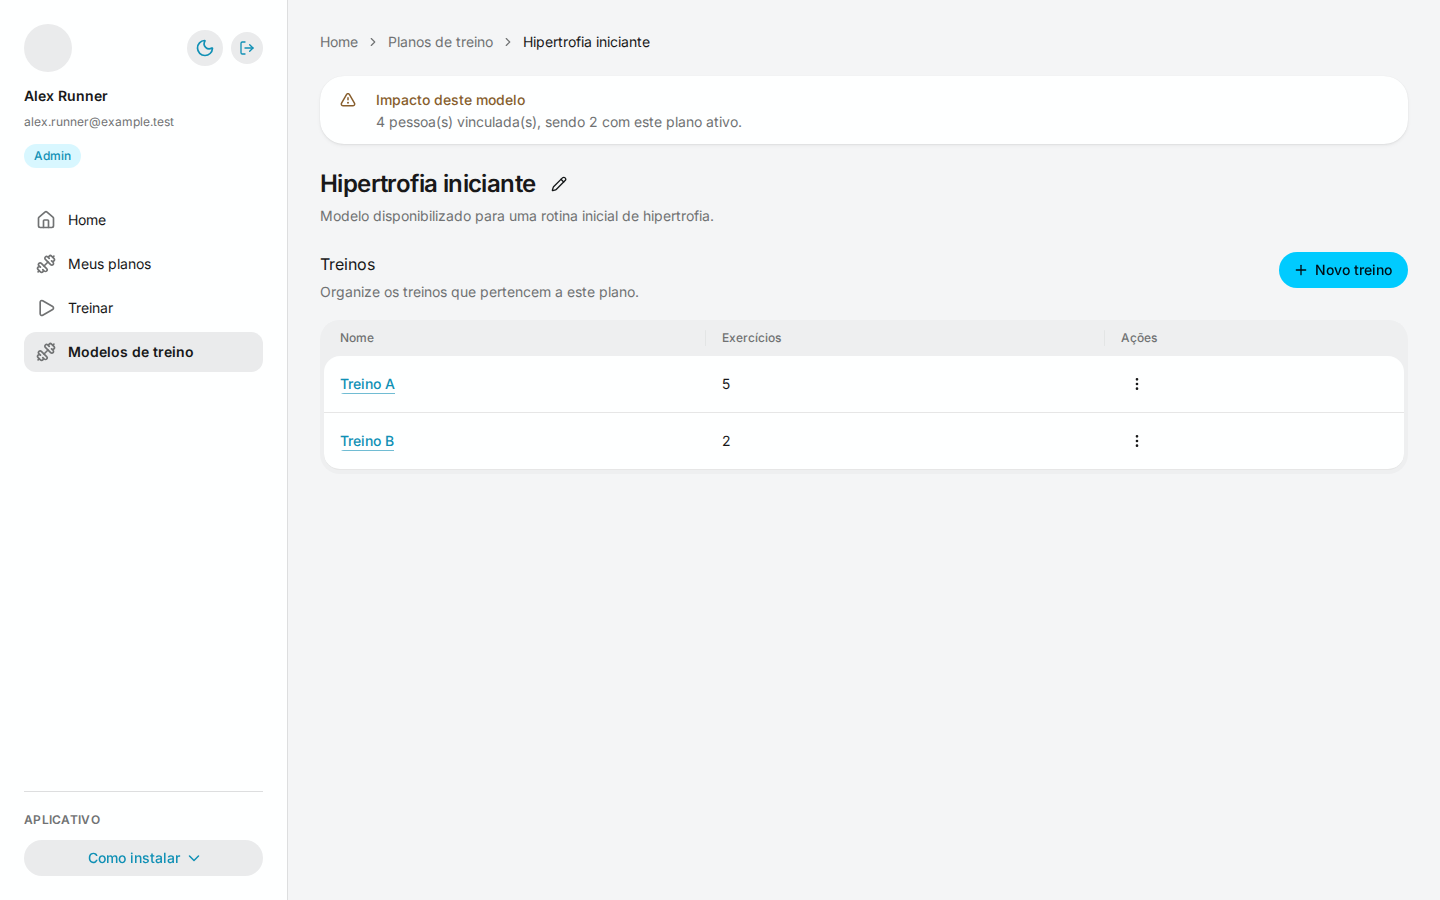 Alex Runner
alex.runner@example.test
Admin
Home
Meus planos
Treinar
Modelos de treino
APLICATIVO
Como instalar
Home
Planos de treino
Hipertrofia iniciante
Impacto deste modelo
4 pessoa(s) vinculada(s), sendo 2 com este plano ativo.
Hipertrofia iniciante
Modelo disponibilizado para uma rotina inicial de hipertrofia.
Treinos
Organize os treinos que pertencem a este plano.
Novo treino
Nome Exercícios Ações
Treino A 5
Treino B 2